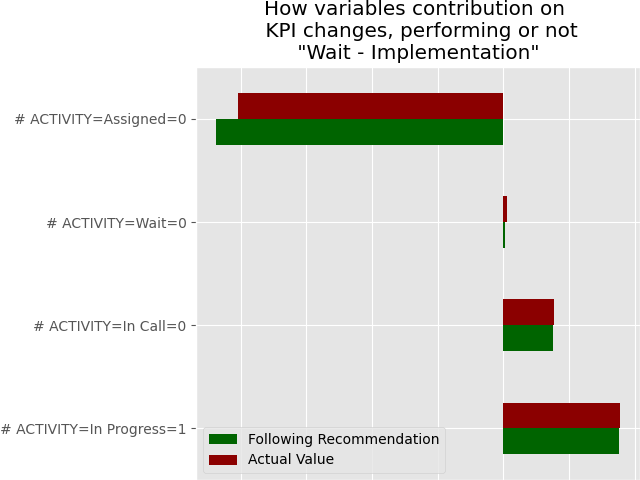 How variables contribution on
KPI changes, performing or not
"Wait - Implementation"
# ACTIVITY=Assigned=0
# ACTIVITY=Wait=0
# ACTIVITY=In Call=0
# ACTIVITY=In Progress=1
Following Recommendation
Actual Value